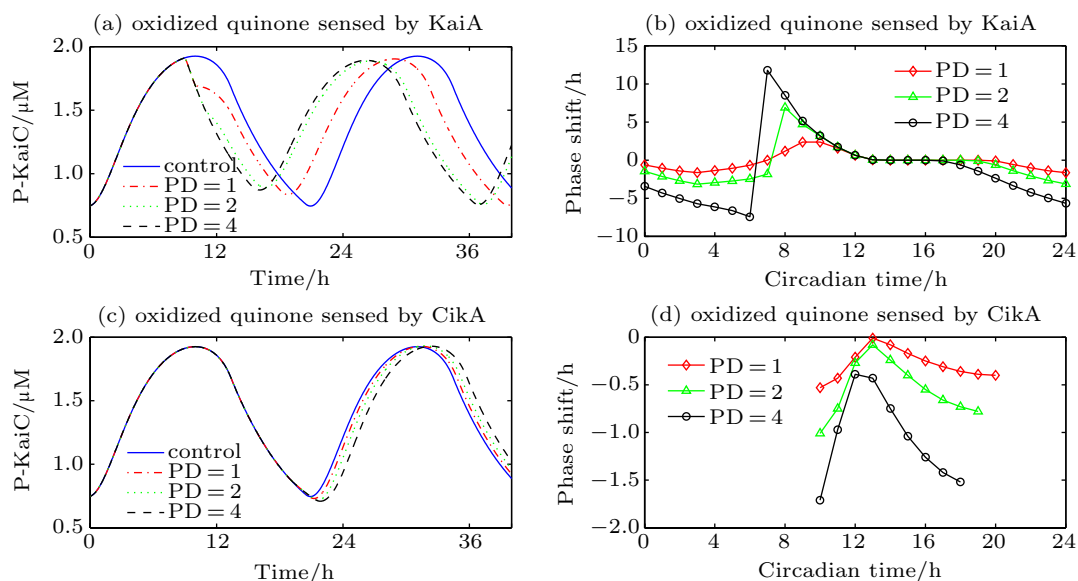 (a) oxidized quinone sensed by KaiA
2.0
1.5
1.0
0.5
P-KaiC/μM
control
PD=1
PD=2
PD=4
0 12 24 36
Time/h
(b) oxidized quinone sensed by KaiA
15
10
5
0
−5
−10
Phase shift/h
PD=1
PD=2
PD=4
0 4 8 12 16 20 24
Circadian time/h
(c) oxidized quinone sensed by CikA
2.0
1.5
1.0
0.5
P-KaiC/μM
control
PD=1
PD=2
PD=4
0 12 24 36
Time/h
(d) oxidized quinone sensed by CikA
0
−0.5
−1.0
−1.5
−2.0
Phase shift/h
PD=1
PD=2
PD=4
0 4 8 12 16 20 24
Circadian time/h